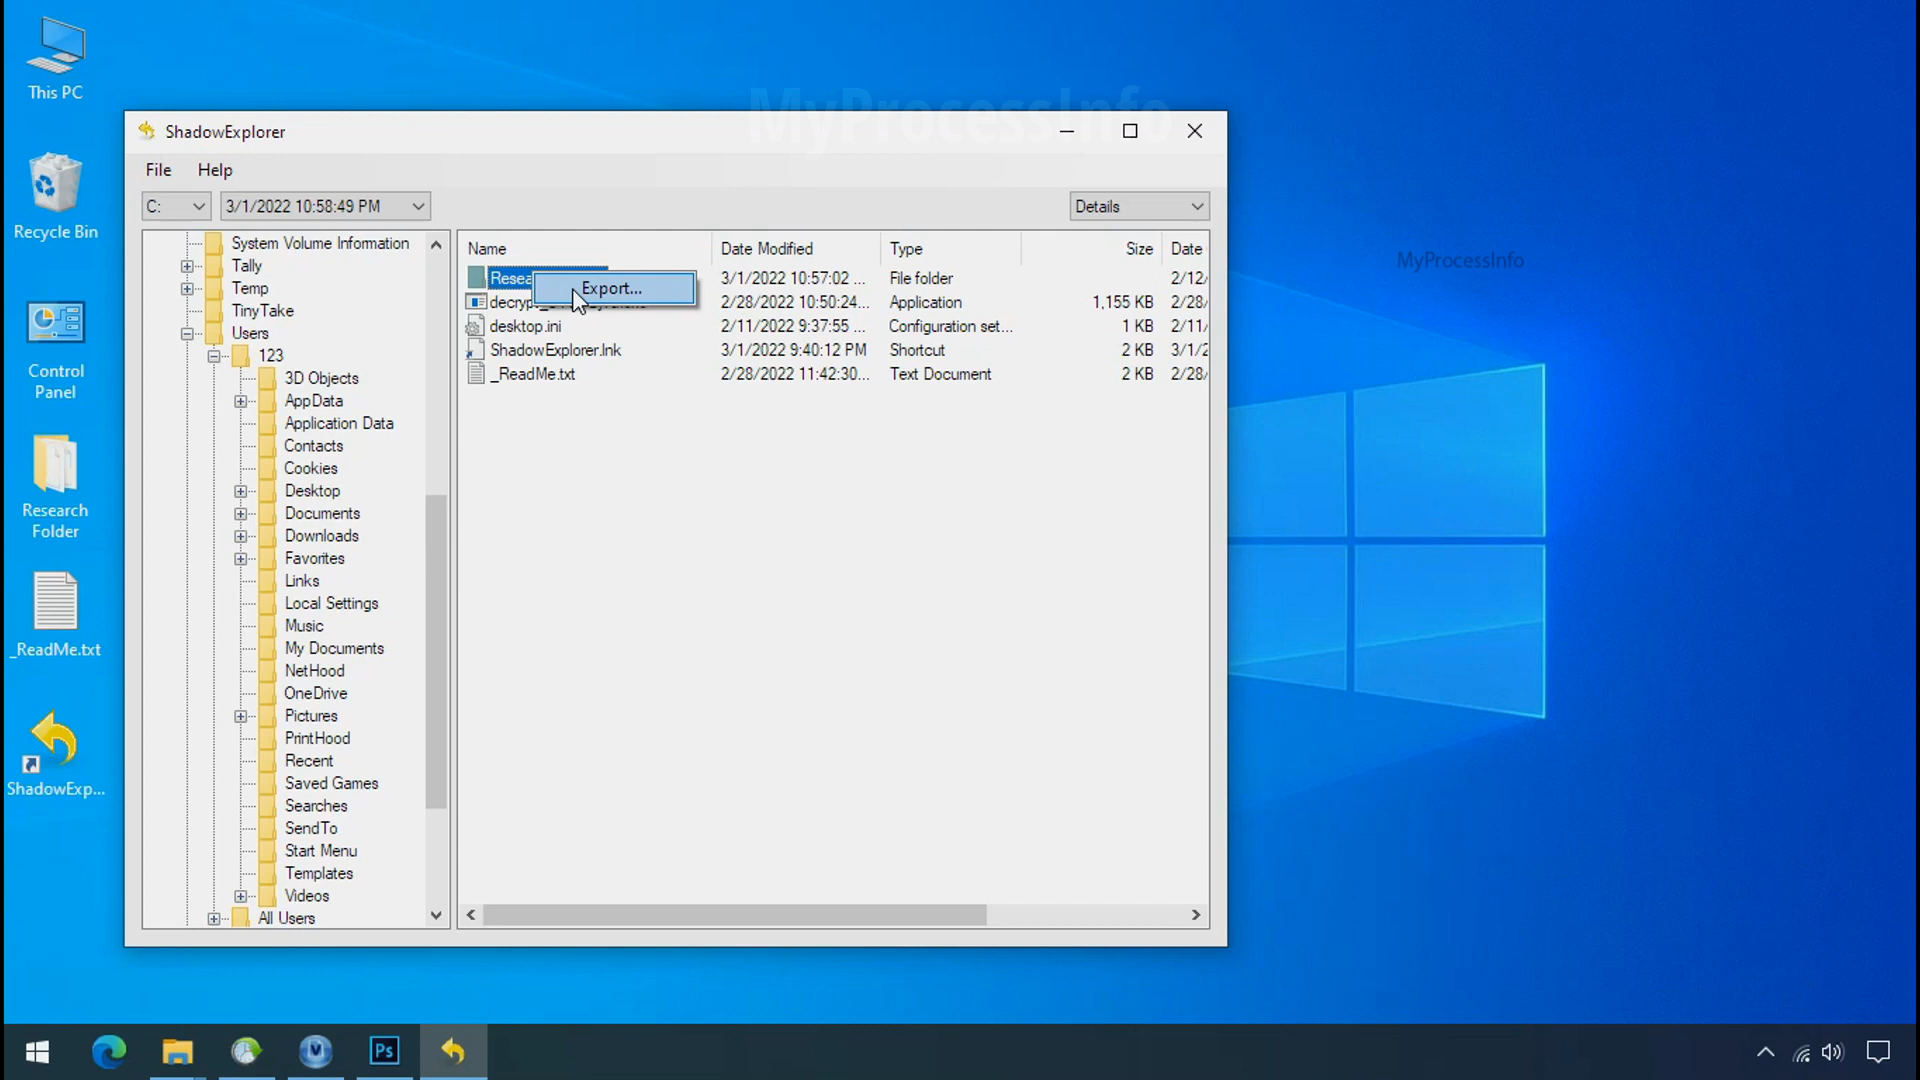 This PC
Recycle Bin
Control
Panel
Research
Folder
_ReadMe.txt
ShadowExp...
MyProcessInfo
ShadowExplorer
File Help
C: 3/1/2022 10:58:49 PM Details
System Volume Information
Tally
Temp
TinyTake
Users
123
3D Objects
AppData
Application Data
Contacts
Cookies
Desktop
Documents
Downloads
Favorites
Links
Local Settings
Music
My Documents
NetHood
OneDrive
Pictures
PrintHood
Recent
Saved Games
Searches
SendTo
Start Menu
Templates
Videos
All Users
Name Date Modified Type Size Date
Resea 3/1/2022 10:57:02 ... File folder 2/12/
Export...
2/28/2022 10:50:24... Application 1,155 KB 2/28/
desktop.ini 2/11/2022 9:37:55 ... Configuration set... 1 KB 2/11/
ShadowExplorer.lnk 3/1/2022 9:40:12 PM Shortcut 2 KB 3/1/2
_ReadMe.txt 2/28/2022 11:42:30... Text Document 2 KB 2/28/
MyProcessInfo
Ps